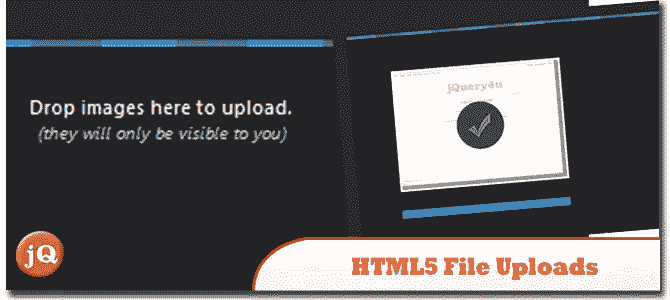 Drop images here to upload.
(they will only be visible to you)
jQuery4u
jQ
HTML5 File Uploads